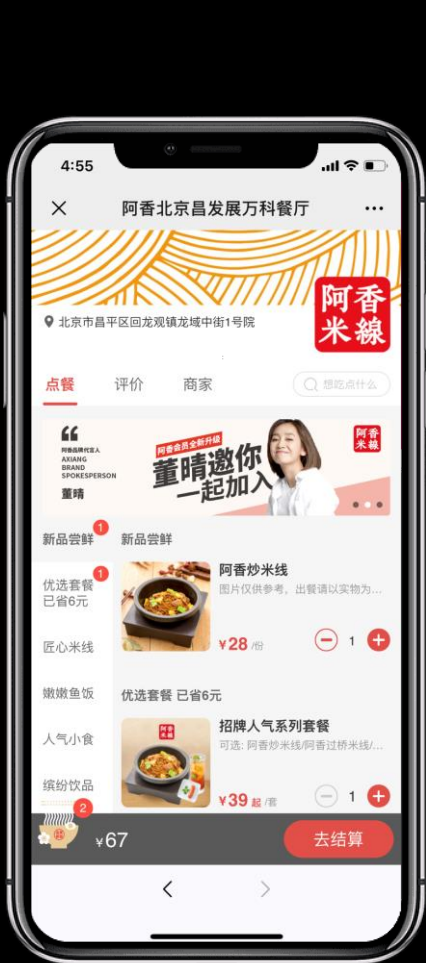 4:55
阿香北京昌发展万科餐厅
阿香
米線
北京市昌平区回龙观镇龙域中街1号院
点餐
评价
商家
想吃点什么
阿香品牌代言人
AXIANG
BRAND
SPOKESPERSON
董晴
阿香会员全新升级
董晴邀你
一起加入
阿香
米線
新品尝鲜
1
优选套餐
已省6元
1
匠心米线
嫩嫩鱼饭
人气小食
缤纷饮品
新品尝鲜
阿香炒米线
图片仅供参考，出餐请以实物为...
¥28 /份
1
优选套餐 已省6元
阿香
米線
招牌人气系列套餐
可选: 阿香炒米线/阿香过桥米线/...
¥39 起 /套
1
2
¥67
去结算